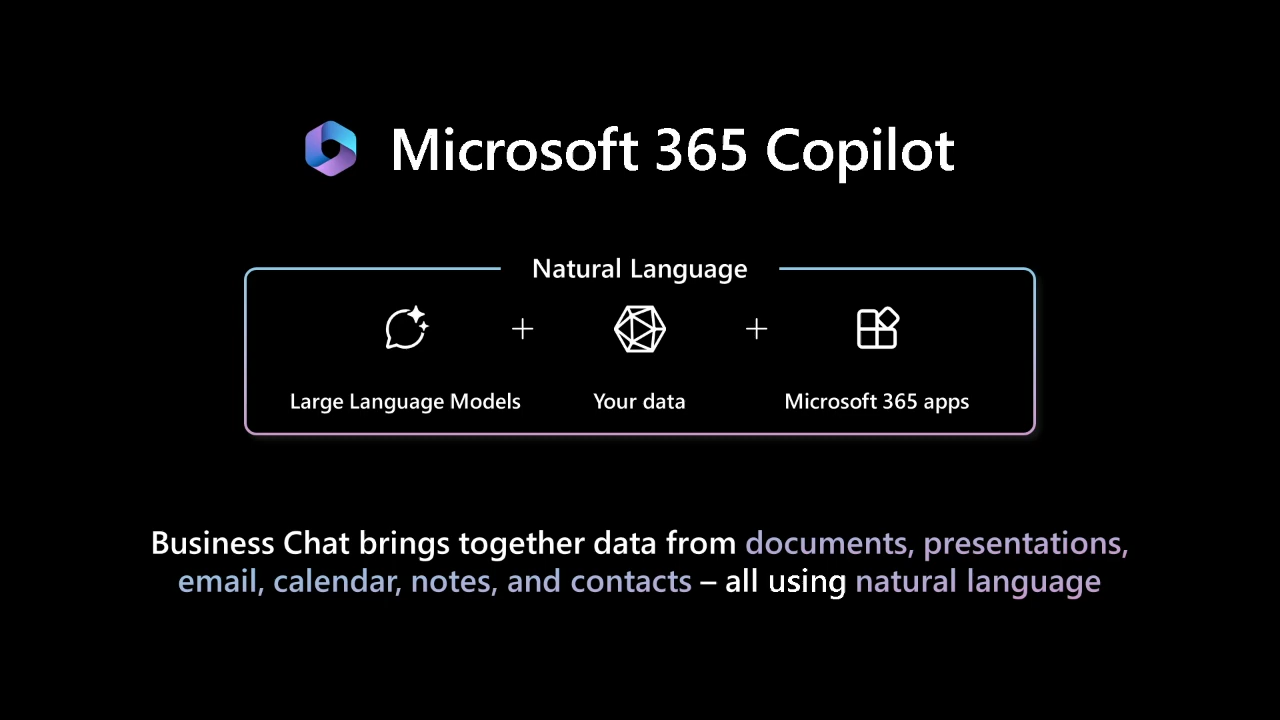 Microsoft 365 Copilot
Natural Language
+ +
Large Language Models Your data Microsoft 365 apps
Business Chat brings together data from documents, presentations,
email, calendar, notes, and contacts – all using natural language